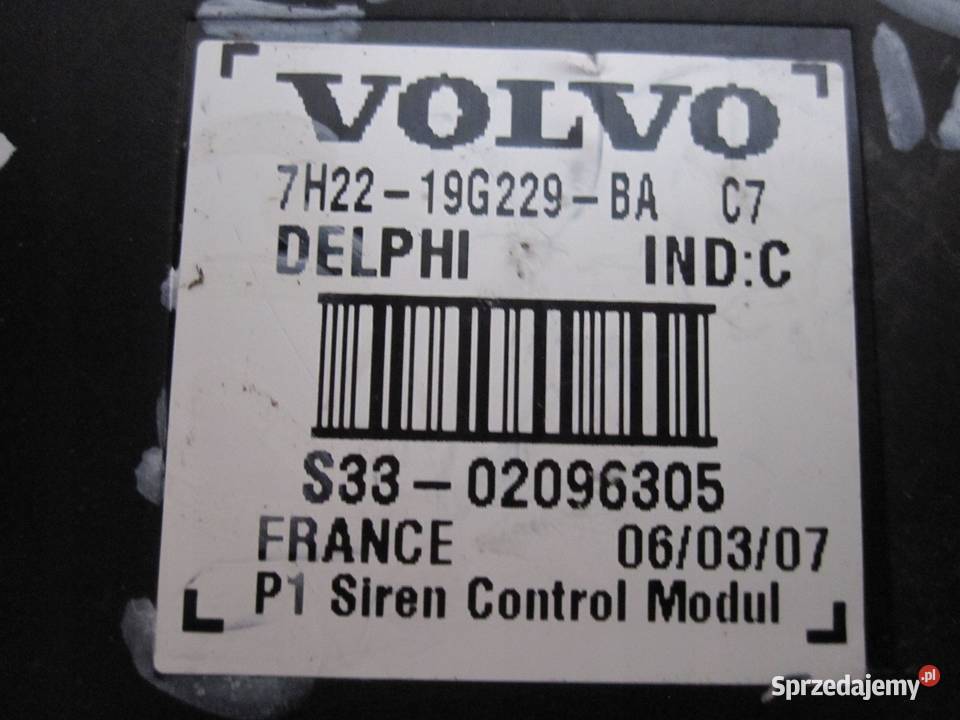 VOLVO
7H22-19G229-BA C7
DELPHI IND:C
S33-02096305
FRANCE 06/03/07
P1 Siren Control Modul
Sprzedajemy.pl